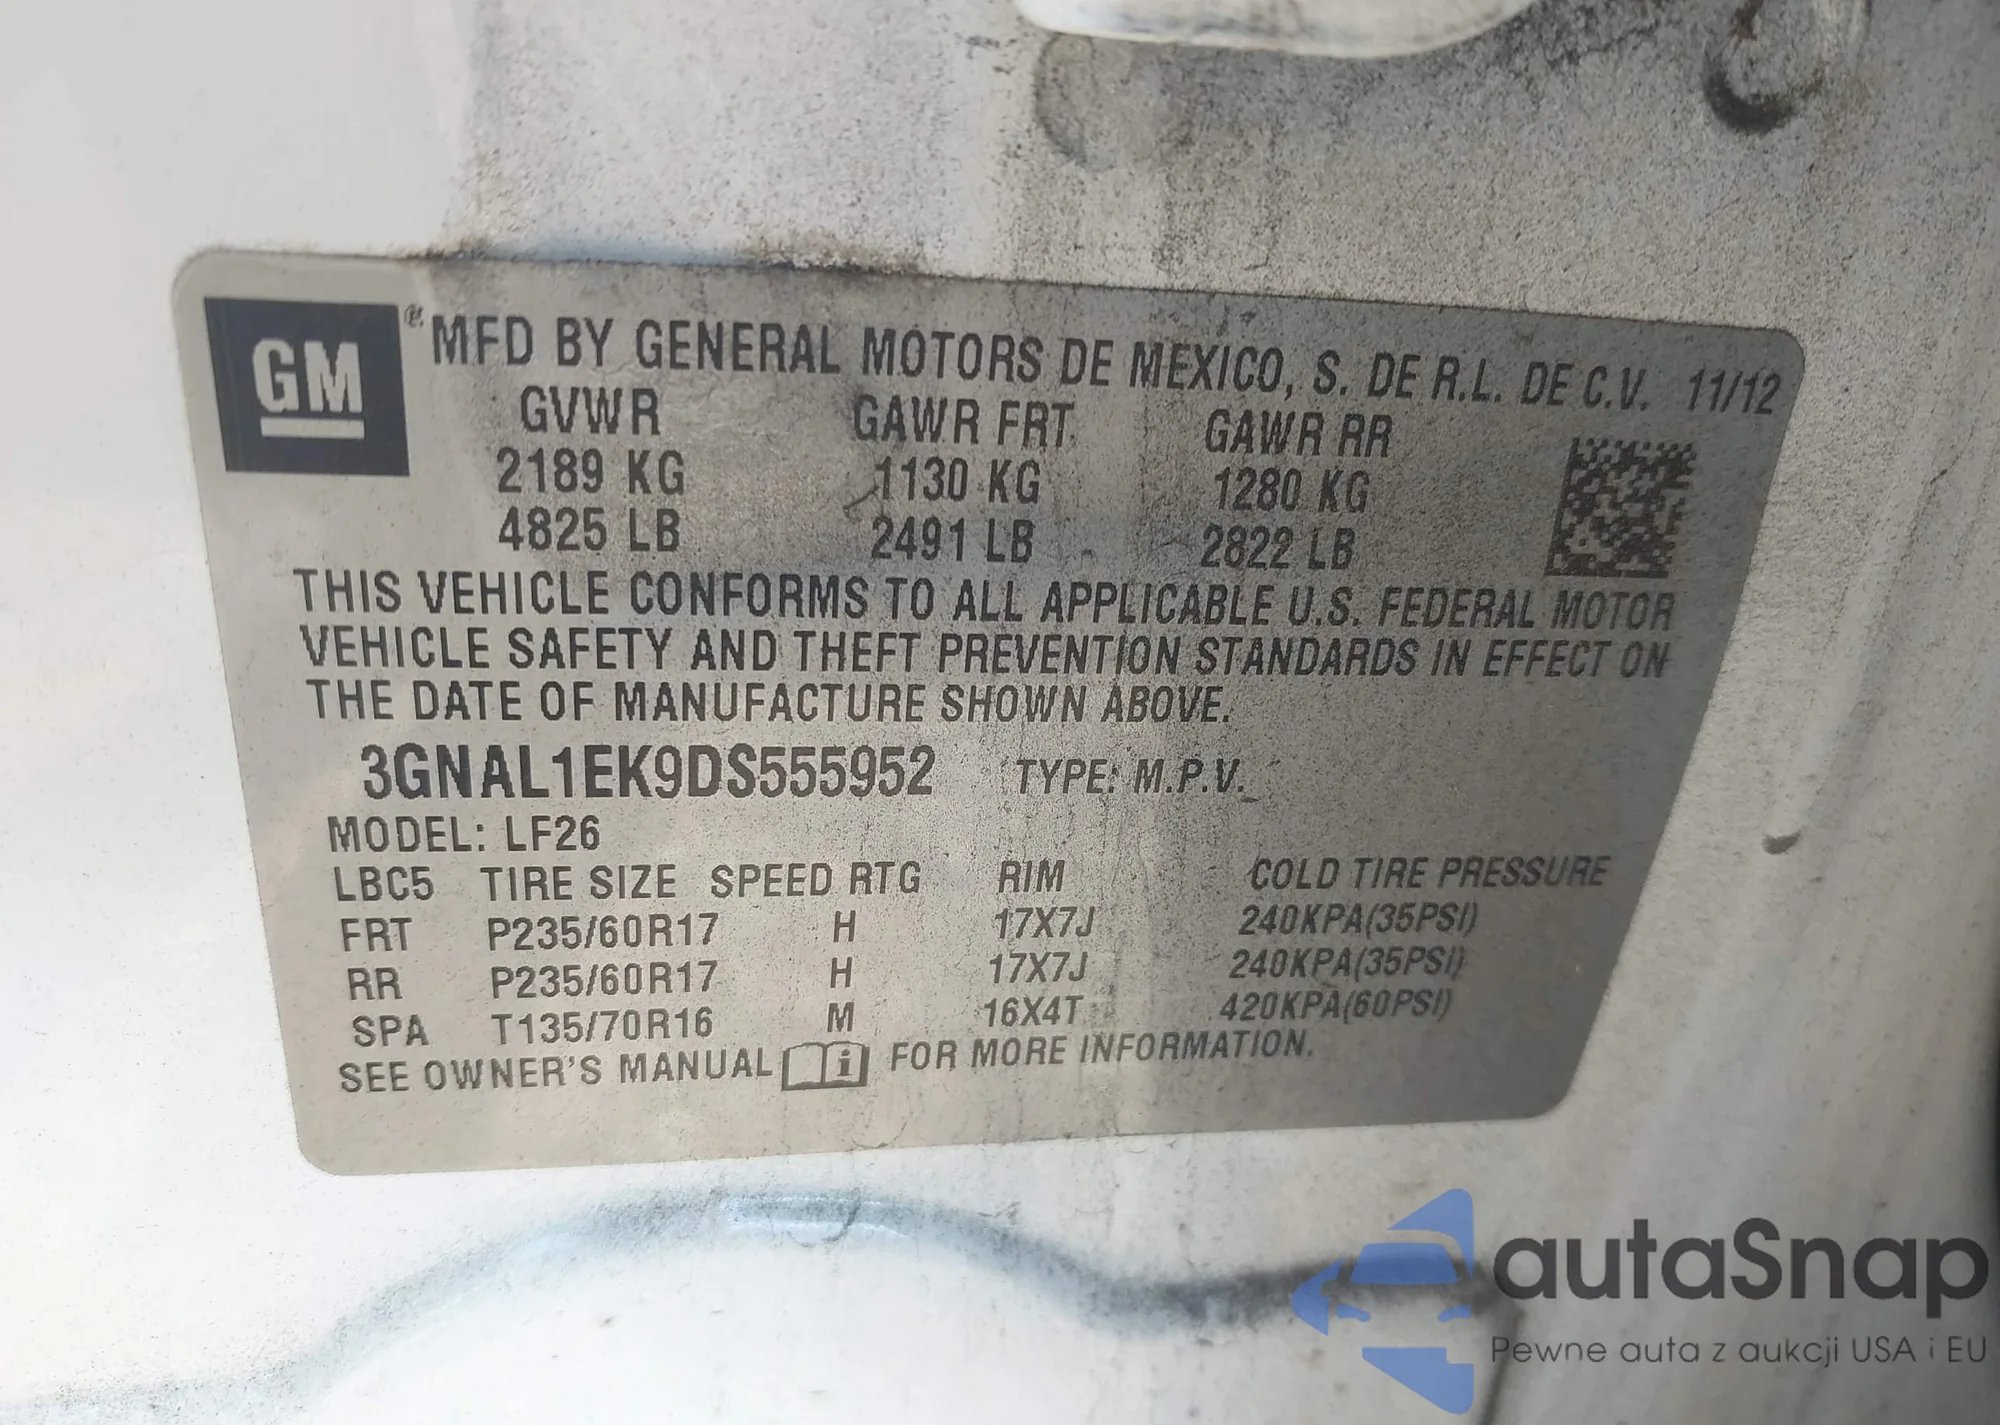 GM ® MFD BY GENERAL MOTORS DE MEXICO, S. DE R.L. DE C.V. 11/12
GVWR GAWR FRT GAWR RR
2189 KG 1130 KG 1280 KG
4825 LB 2491 LB 2822 LB
THIS VEHICLE CONFORMS TO ALL APPLICABLE U.S. FEDERAL MOTOR
VEHICLE SAFETY AND THEFT PREVENTION STANDARDS IN EFFECT ON
THE DATE OF MANUFACTURE SHOWN ABOVE.
3GNAL1EK9DS555952 TYPE: M.P.V.
MODEL: LF26
LBC5 TIRE SIZE SPEED RTG RIM COLD TIRE PRESSURE
FRT P235/60R17 H 17X7J 240KPA(35PSI)
RR P235/60R17 H 17X7J 240KPA(35PSI)
SPA T135/70R16 M 16X4T 420KPA(60PSI)
SEE OWNER'S MANUAL i FOR MORE INFORMATION.
autaSnap
Pewne auta z aukcji USA i EU